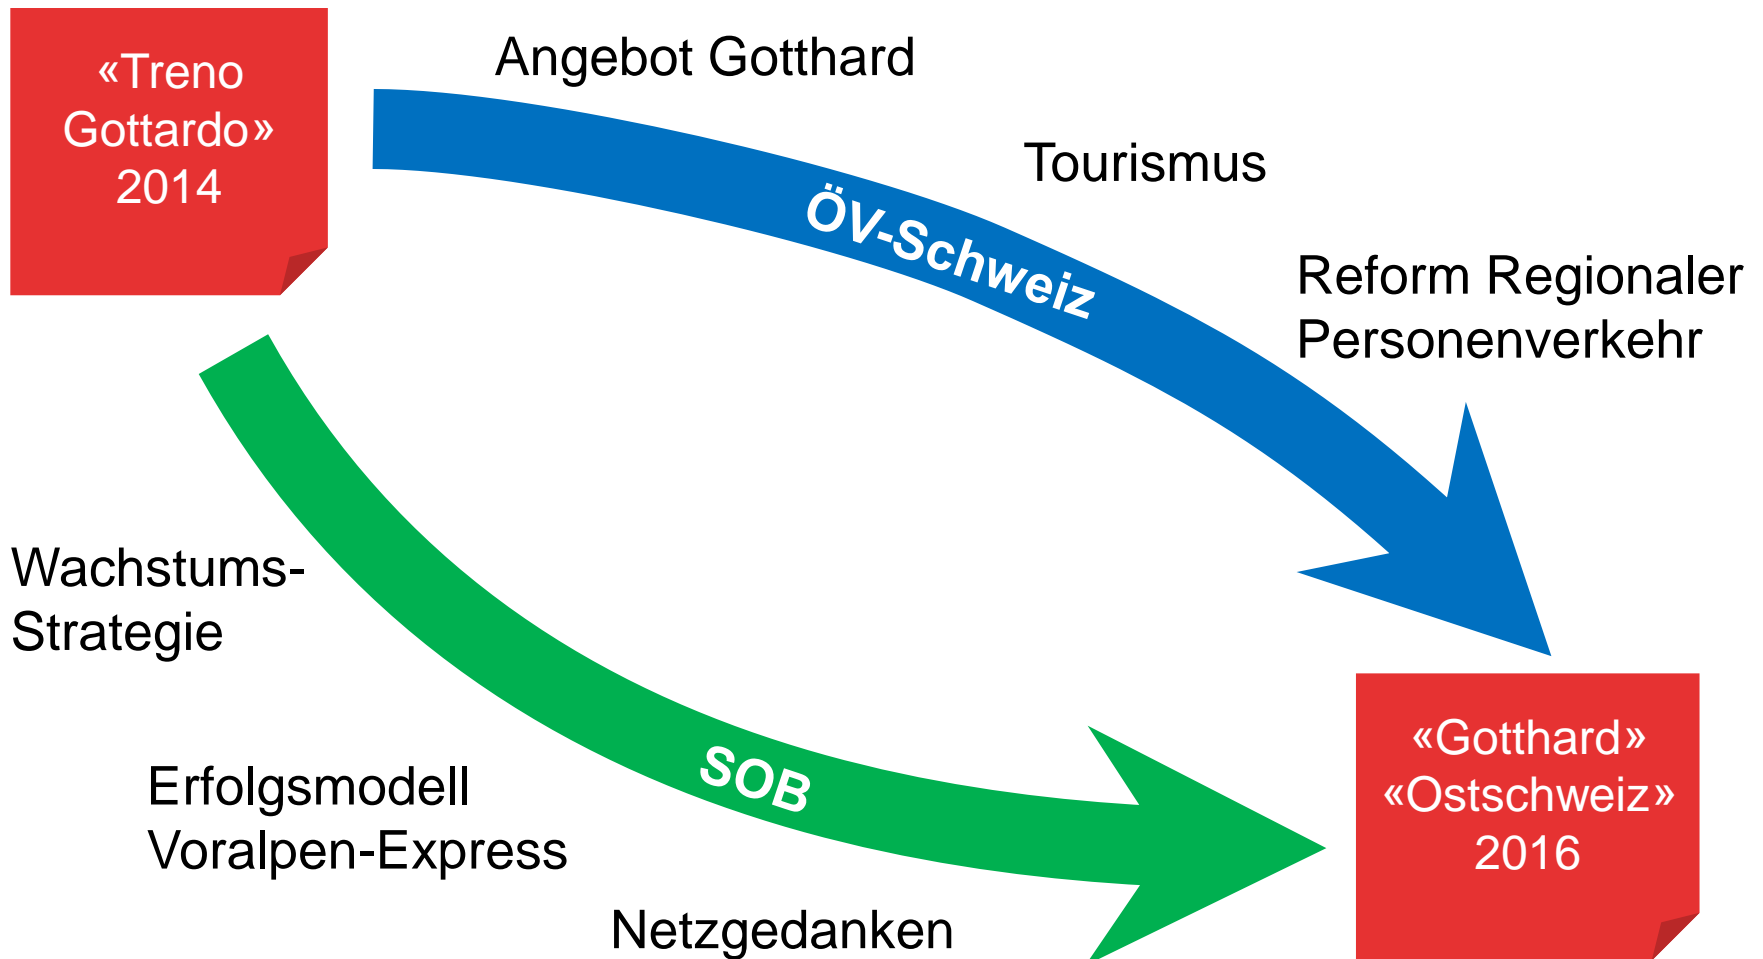 «Treno
Gottardo»
2014
Angebot Gotthard
Tourismus
ÖV-Schweiz
Reform Regionaler
Personenverkehr
Wachstums-
Strategie
SOB
Erfolgsmodell
Voralpen-Express
Netzgedanken
«Gotthard»
«Ostschweiz»
2016